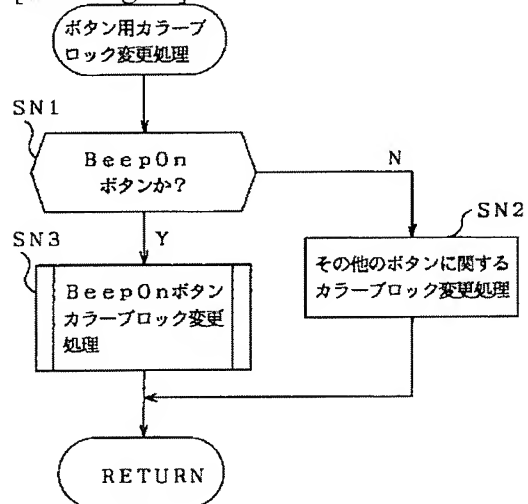 ボタン用カラーブ
ロック変更処理
SN1
BeepOn
ボタンか?
N
SN2
Y
SN3
その他のボタンに関する
カラーブロック変更処理
BeepOnボタン
カラーブロック変更
処理
RETURN